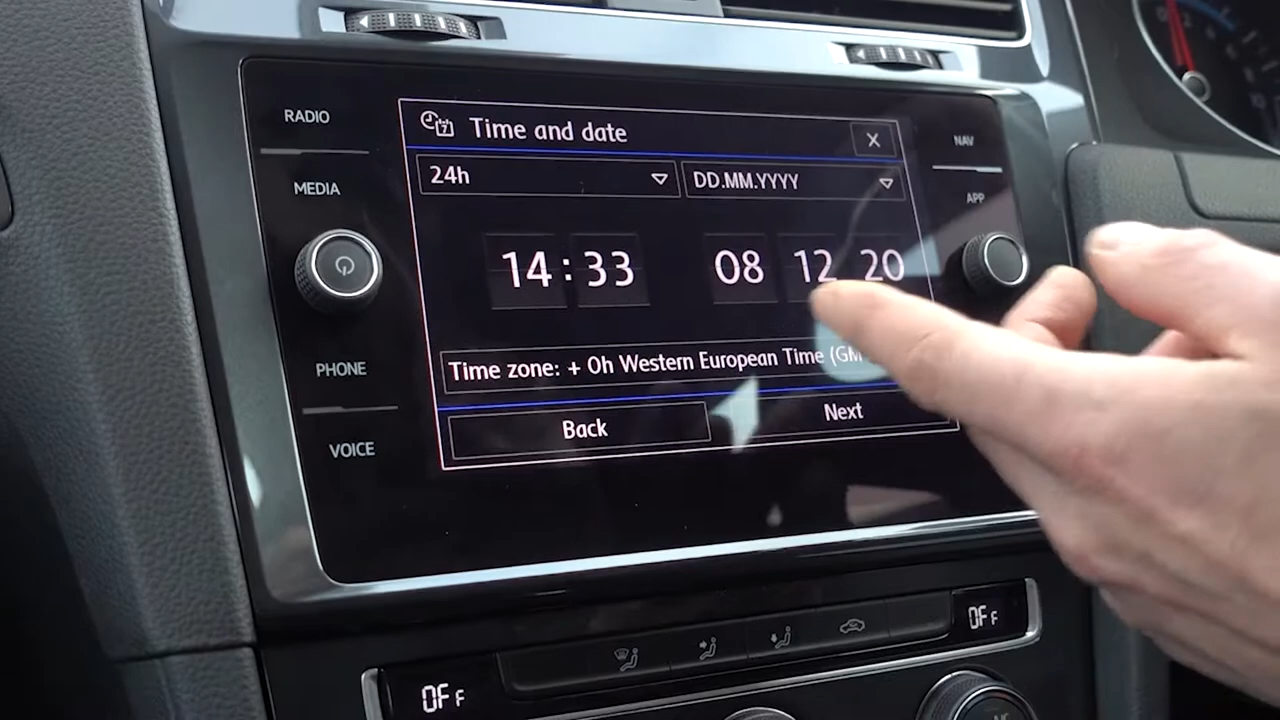 RADIO
MEDIA
PHONE
VOICE
NAV
APP
7
Time and date
X
24h
DD.MM.YYYY
14:33
08 12 20
Time zone: + 0h Western European Time (GM
Back
Next
OFF
OFF